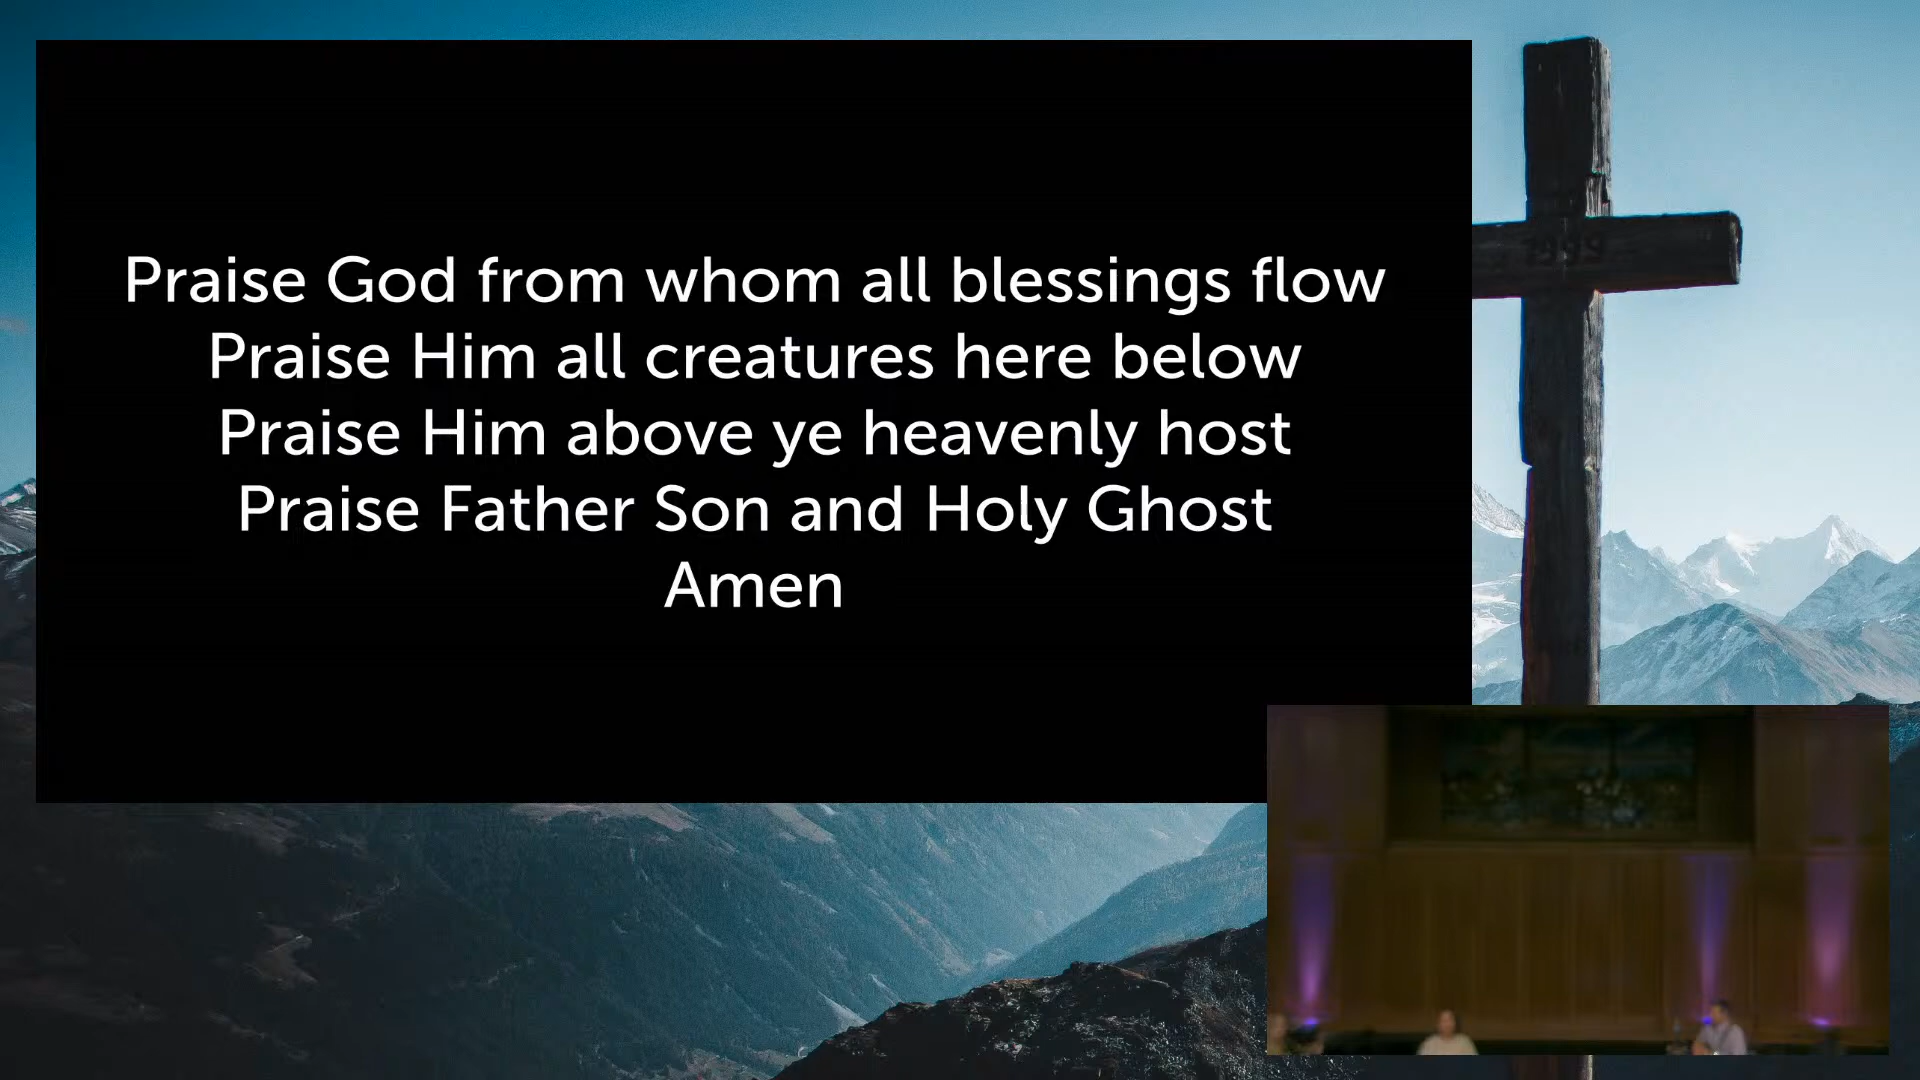 Praise God from whom all blessings flow
Praise Him all creatures here below
Praise Him above ye heavenly host
Praise Father Son and Holy Ghost
Amen
1999